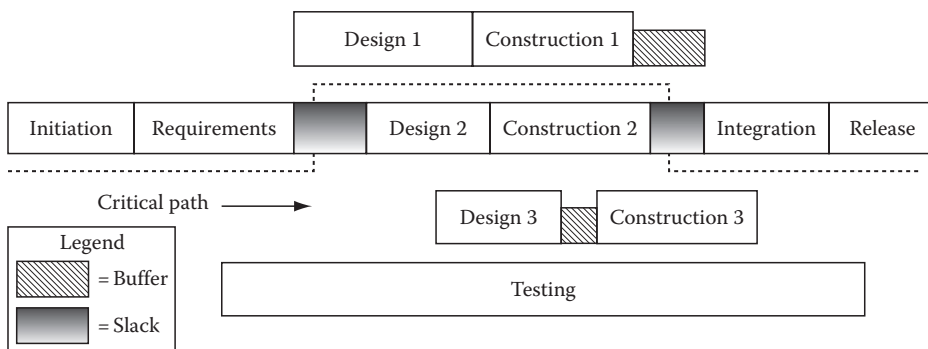 Design 1 Construction 1
Initiation Requirements Design 2 Construction 2 Integration Release
Critical path
Design 3 Construction 3
Legend
= Buffer
Testing
= Slack